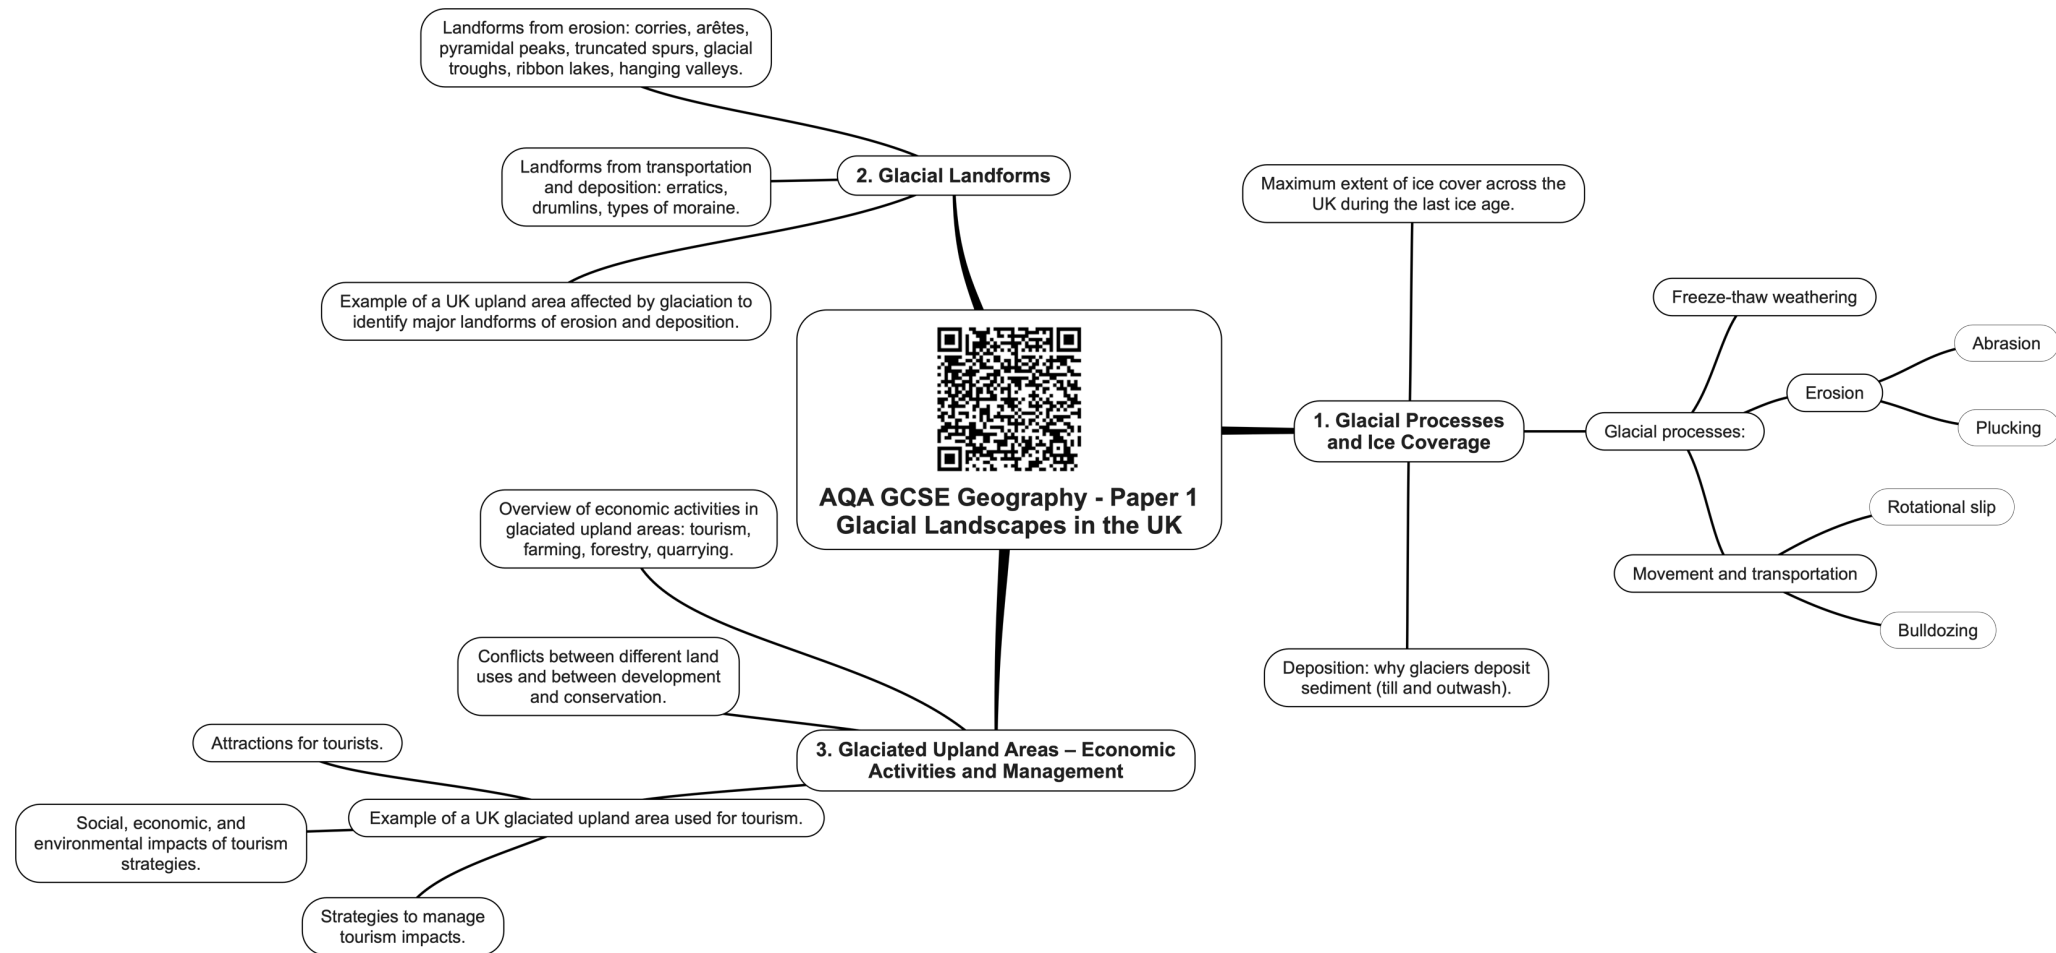 AQA GCSE Geography - Paper 1
Glacial Landscapes in the UK
1. Glacial Processes
and Ice Coverage
Maximum extent of ice cover across the
UK during the last ice age.
Glacial processes:
Freeze-thaw weathering
Erosion
Abrasion
Plucking
Movement and transportation
Rotational slip
Bulldozing
Deposition: why glaciers deposit
sediment (till and outwash).
2. Glacial Landforms
Landforms from erosion: corries, arêtes,
pyramidal peaks, truncated spurs, glacial
troughs, ribbon lakes, hanging valleys.
Landforms from transportation
and deposition: erratics,
drumlins, types of moraine.
Example of a UK upland area affected by glaciation to
identify major landforms of erosion and deposition.
3. Glaciated Upland Areas – Economic
Activities and Management
Overview of economic activities in
glaciated upland areas: tourism,
farming, forestry, quarrying.
Conflicts between different land
uses and between development
and conservation.
Example of a UK glaciated upland area used for tourism.
Attractions for tourists.
Social, economic, and
environmental impacts of tourism
strategies.
Strategies to manage
tourism impacts.